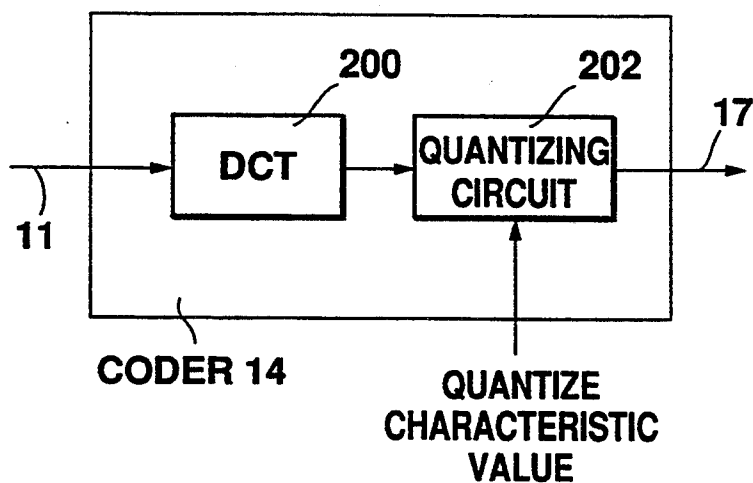 200
202
17
DCT
QUANTIZING
CIRCUIT
11
CODER 14
QUANTIZE
CHARACTERISTIC
VALUE